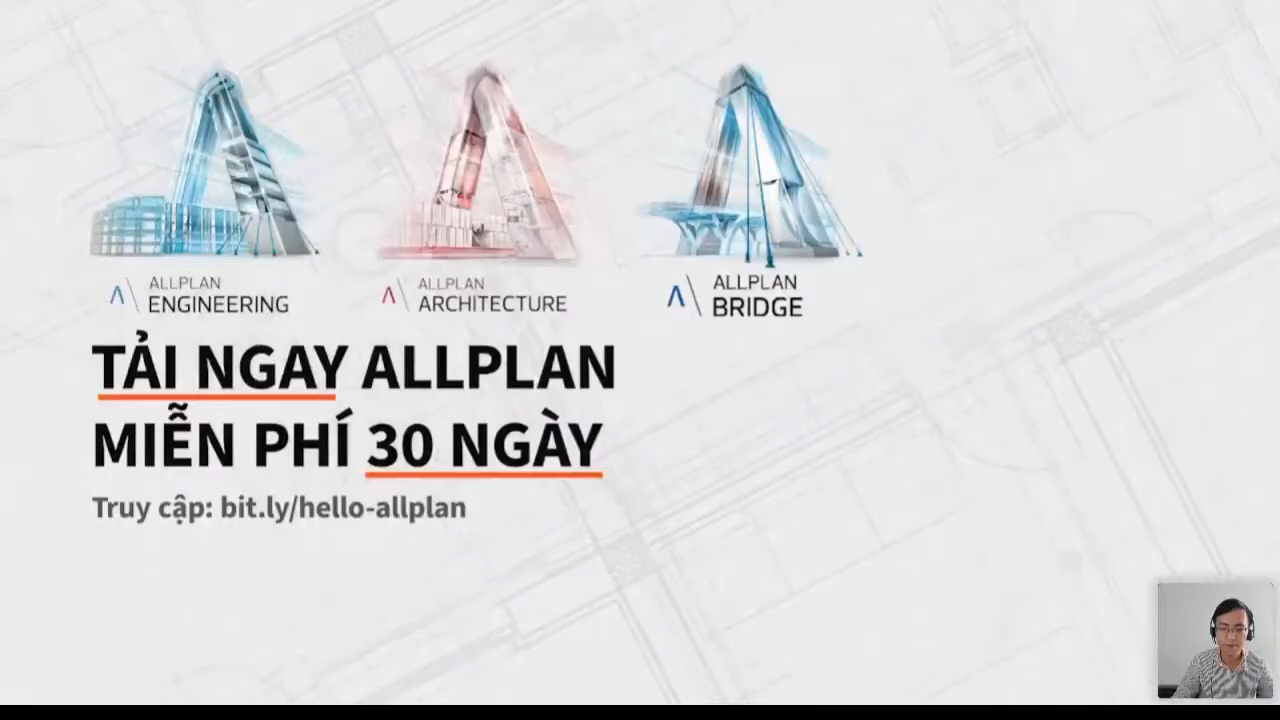 ALLPLAN
ENGINEERING
ALLPLAN
ARCHITECTURE
ALLPLAN
BRIDGE
TẢI NGAY ALLPLAN
MIỄN PHÍ 30 NGÀY
Truy cập: bit.ly/hello-allplan